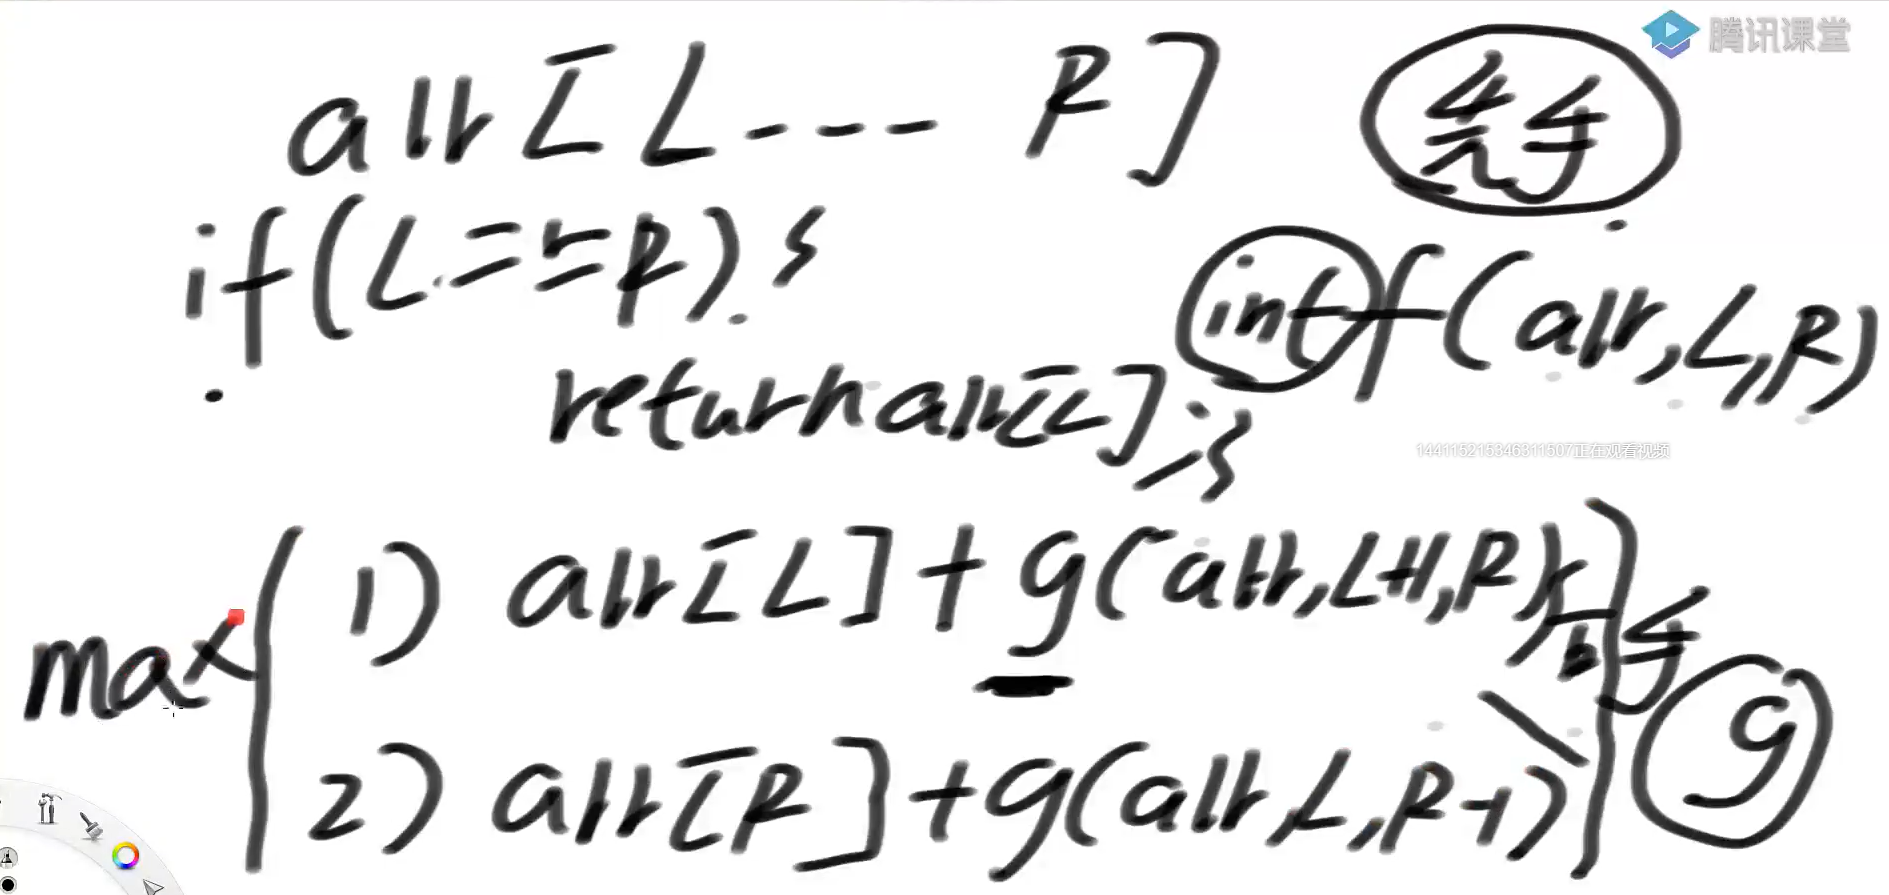 腾讯课堂
arr[L---- R] 先手
if(L==R){
int f(arr,L,R)
return arr[L];}
144115215346311507正在观看视频
1) arr[L]+g(arr,L+1,R)
max{ } 后手
g
2) arr[R]+g(arr,L,R-1)